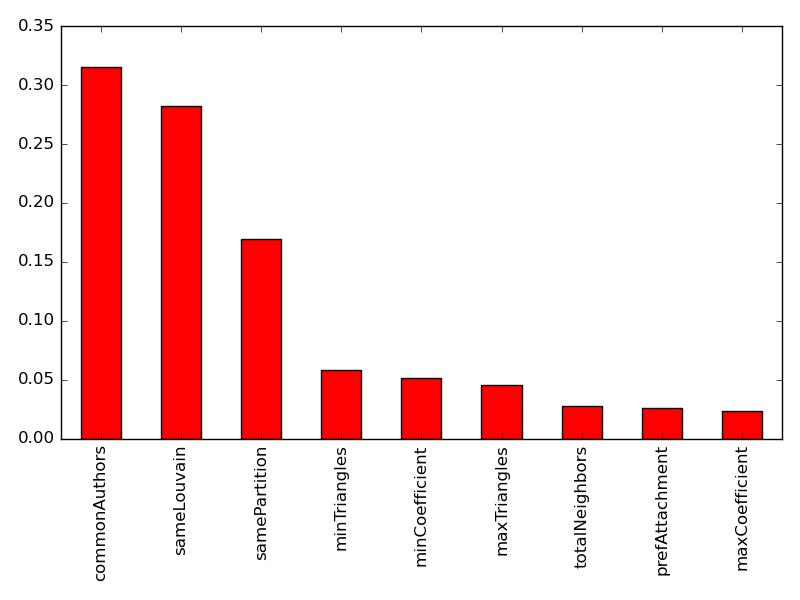 0.35
0.30
0.25
0.20
0.15
0.10
0.05
0.00
commonAuthors
sameLouvain
samePartition
minTriangles
minCoefficient
maxTriangles
totalNeighbors
prefAttachment
maxCoefficient